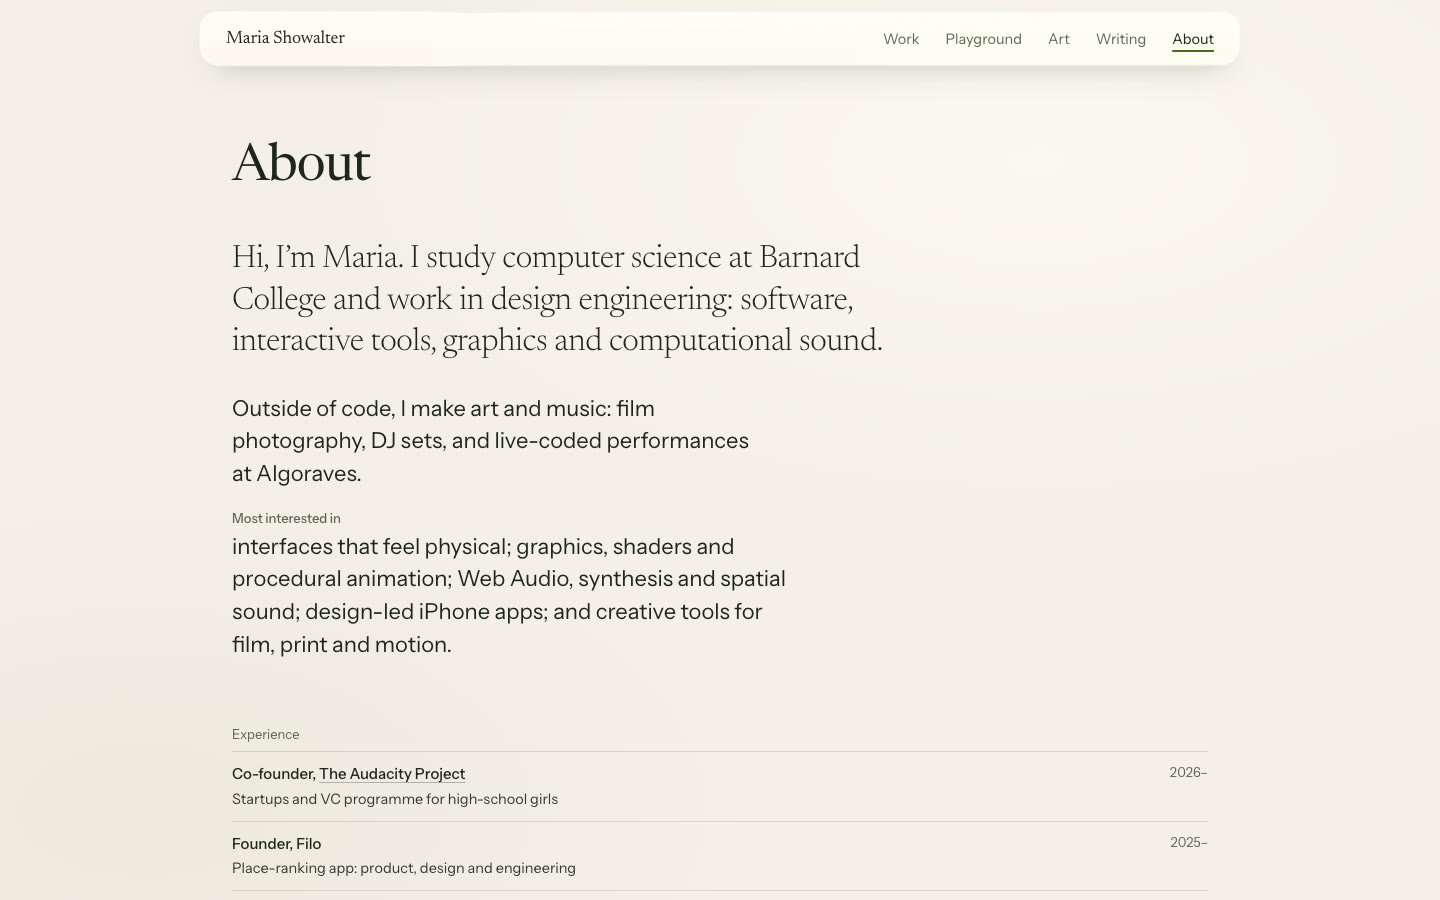 Maria Showalter
Work Playground Art Writing About
About
Hi, I’m Maria. I study computer science at Barnard
College and work in design engineering: software,
interactive tools, graphics and computational sound.
Outside of code, I make art and music: film
photography, DJ sets, and live-coded performances
at Algoraves.
Most interested in
interfaces that feel physical; graphics, shaders and
procedural animation; Web Audio, synthesis and spatial
sound; design-led iPhone apps; and creative tools for
film, print and motion.
Experience
Co-founder, The Audacity Project 2026–
Startups and VC programme for high-school girls
Founder, Filo 2025–
Place-ranking app: product, design and engineering